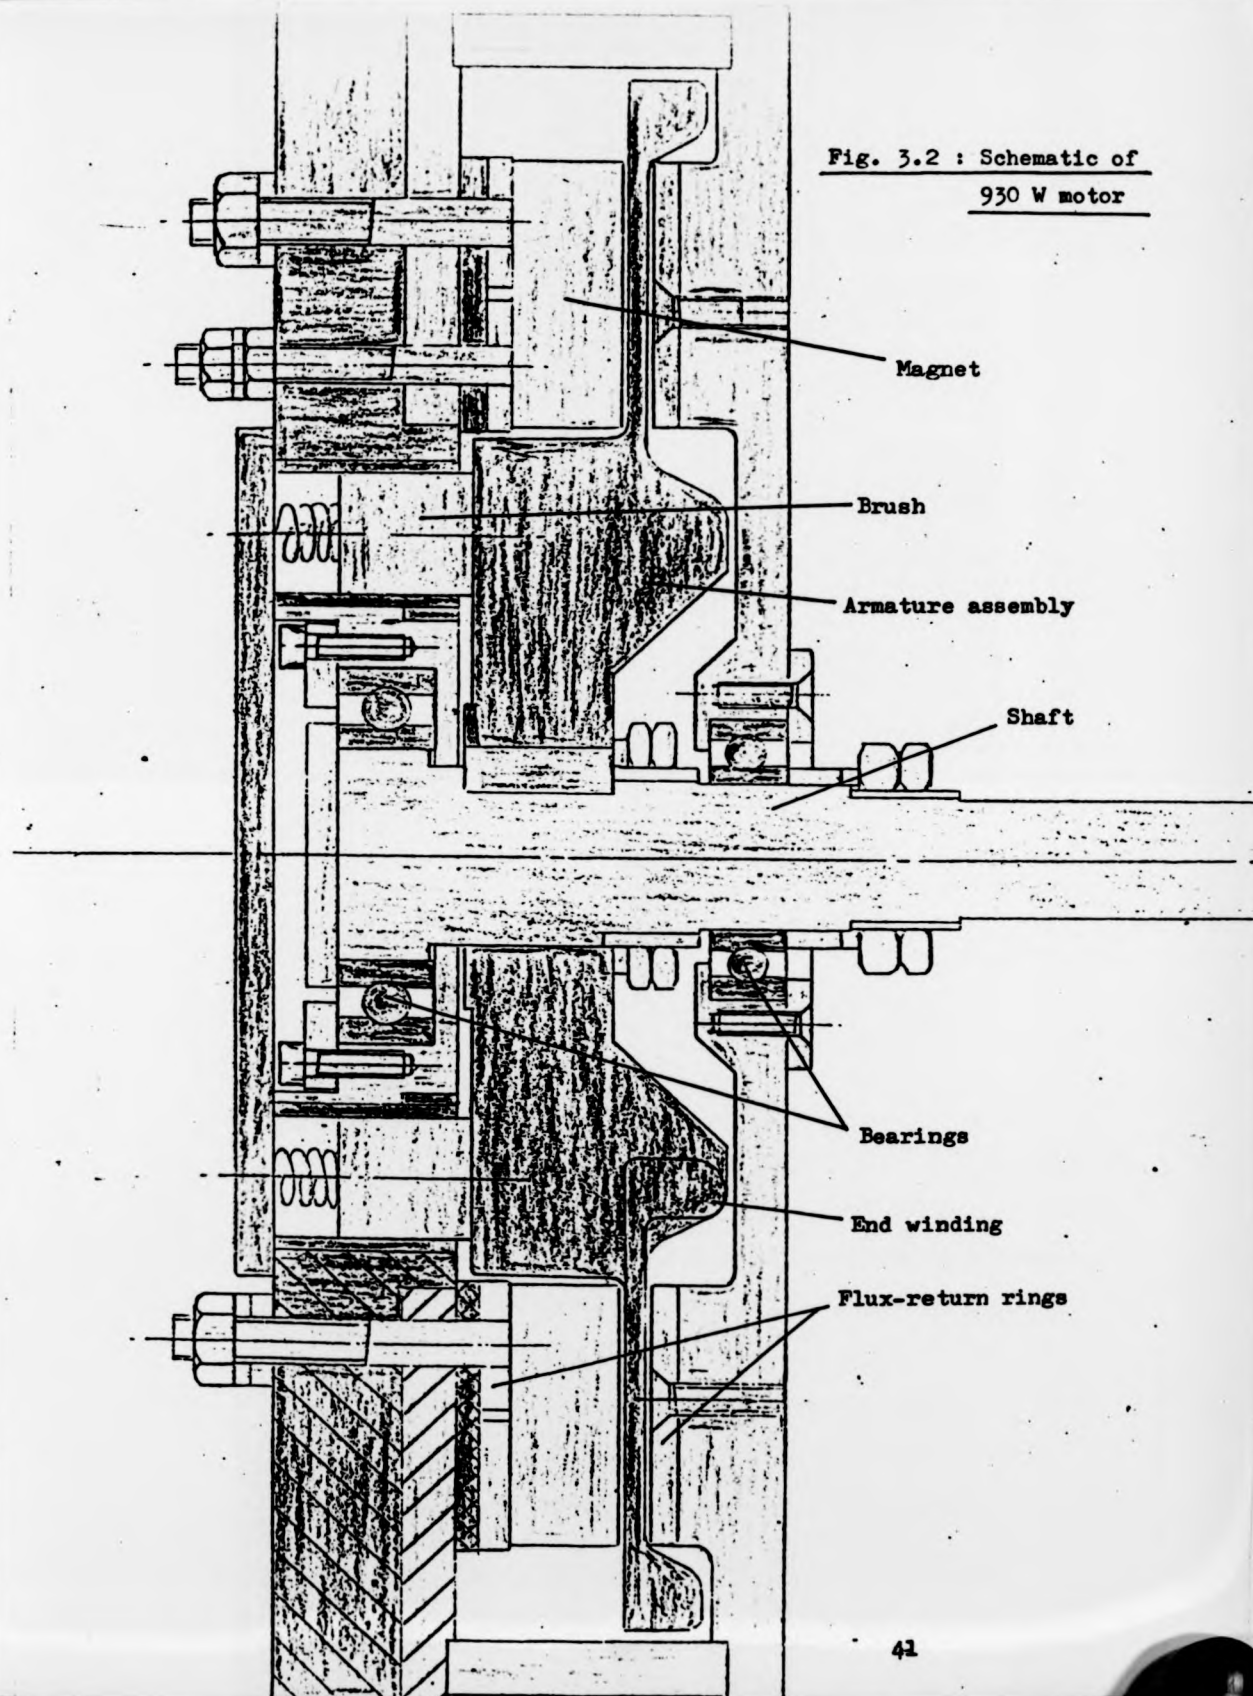 Fig. 3.2 : Schematic of
930 W motor
Magnet
Brush
Armature assembly
Shaft
Bearings
End winding
Flux-return rings
41